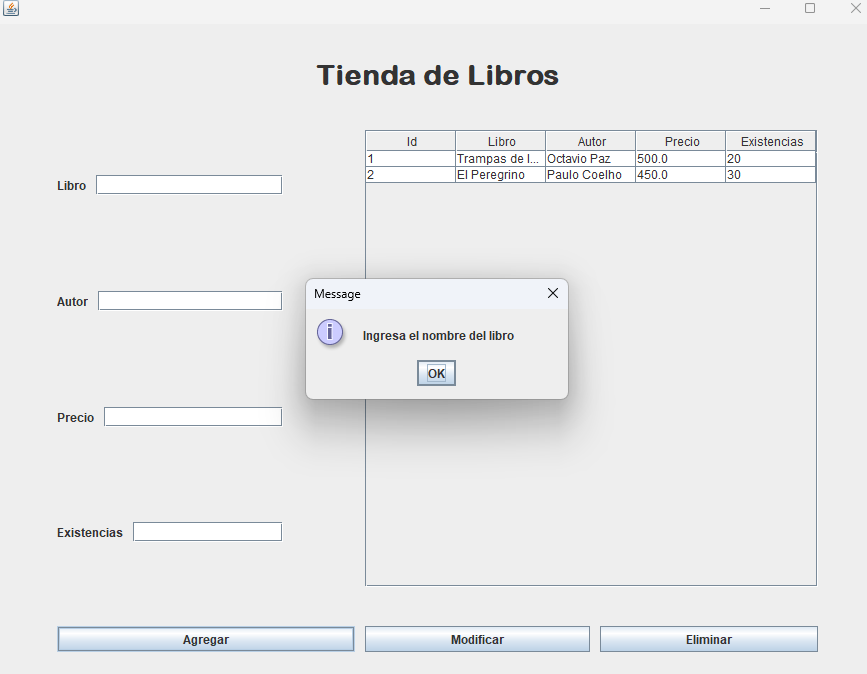 Tienda de Libros
Id Libro Autor Precio Existencias
1 Trampas de l... Octavio Paz 500.0 20
2 El Peregrino Paulo Coelho 450.0 30
Libro
Autor
Precio
Existencias
Message
Ingresa el nombre del libro
OK
Agregar Modificar Eliminar